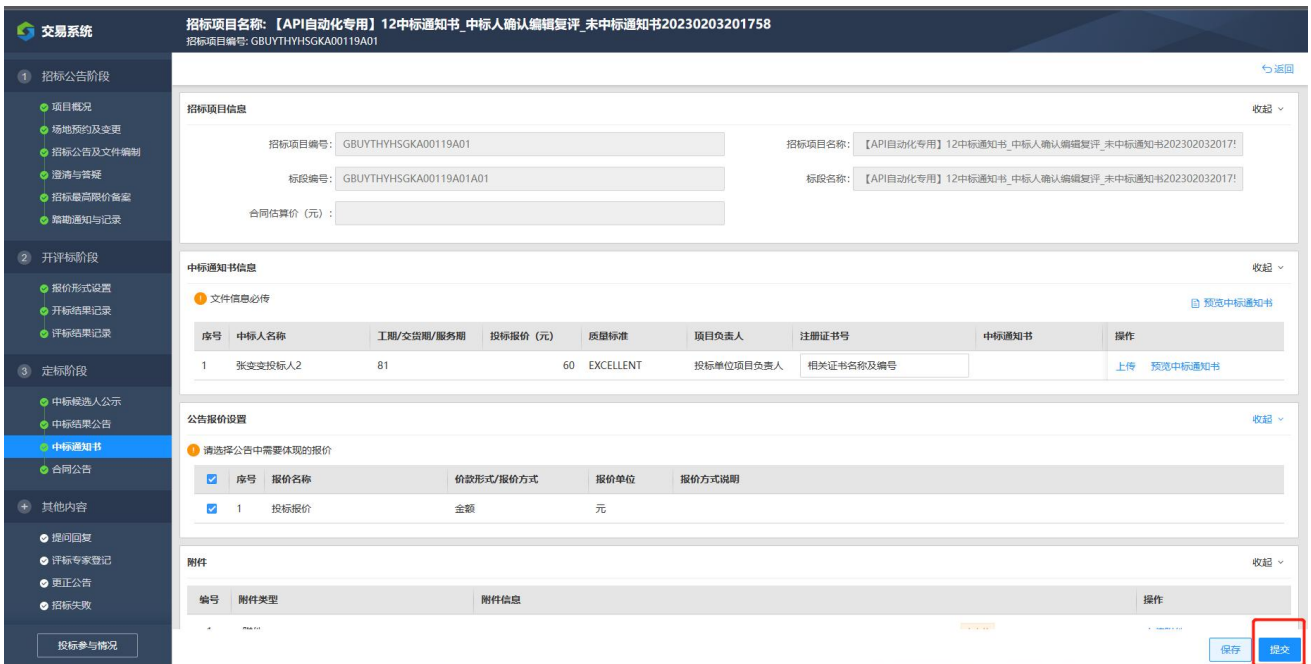 交易系统
招标项目名称: 【API自动化专用】12中标通知书_中标人确认编辑复评_未中标通知书20230203201758
招标项目编号: GBUYTHYHSGKA00119A01
返回
1 招标公告阶段
项目概况
场地预约及变更
招标公告及文件编制
澄清与答疑
招标最高限价备案
踏勘通知与记录
2 开评标阶段
报价形式设置
开标结果记录
评标结果记录
3 定标阶段
中标候选人公示
中标结果公告
中标通知书
合同公告
其他内容
提问回复
评标专家登记
更正公告
招标失败
投标参与情况
招标项目信息 收起
招标项目编号: GBUYTHYHSGKA00119A01 招标项目名称: 【API自动化专用】12中标通知书_中标人确认编辑复评_未中标通知书202302032017!
标段编号: GBUYTHYHSGKA00119A01A01 标段名称: 【API自动化专用】12中标通知书_中标人确认编辑复评_未中标通知书202302032017!
合同估算价（元）:
中标通知书信息 收起
文件信息必传 预览中标通知书
序号 中标人名称 工期/交货期/服务期 投标报价（元） 质量标准 项目负责人 注册证书号 中标通知书 操作
1 张变变投标人2 81 60 EXCELLENT 投标单位项目负责人 相关证书名称及编号 上传 预览中标通知书
公告报价设置 收起
请选择公告中需要体现的报价
序号 报价名称 价款形式/报价方式 报价单位 报价方式说明
1 投标报价 金额 元
附件 收起
编号 附件类型 附件信息 操作
保存 提交